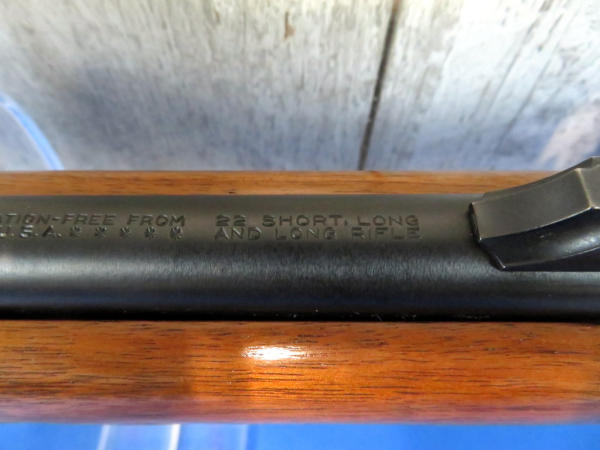 ATION-FREE FROM 22 SHORT, LONG
U.S.A.***** AND LONG RIFLE